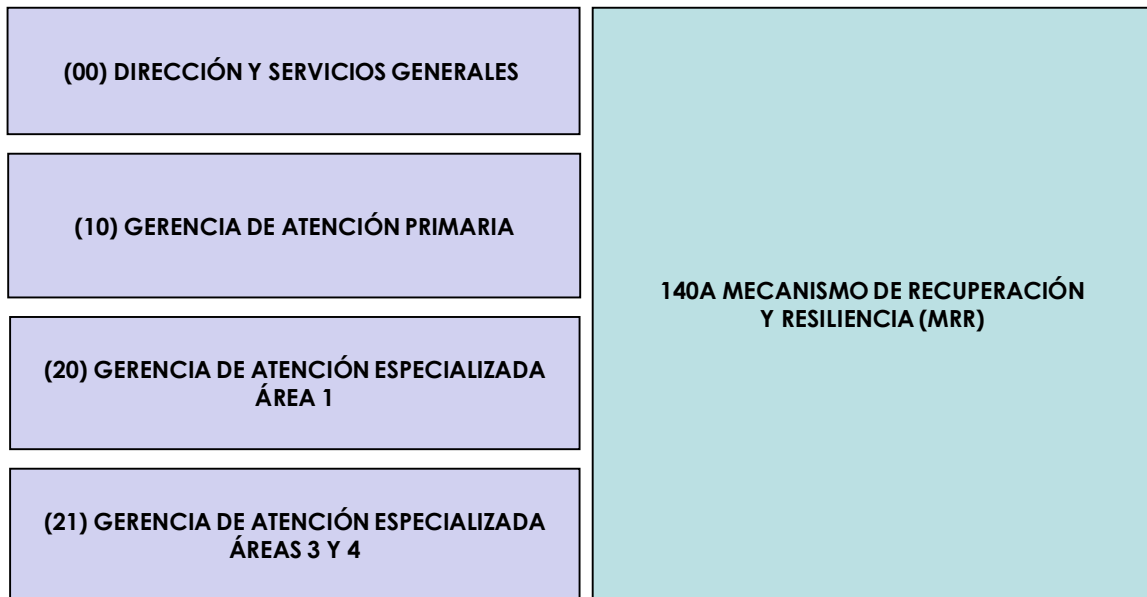 (00) DIRECCIÓN Y SERVICIOS GENERALES
(10) GERENCIA DE ATENCIÓN PRIMARIA
(20) GERENCIA DE ATENCIÓN ESPECIALIZADA
ÁREA 1
(21) GERENCIA DE ATENCIÓN ESPECIALIZADA
ÁREAS 3 Y 4
140A MECANISMO DE RECUPERACIÓN
Y RESILIENCIA (MRR)